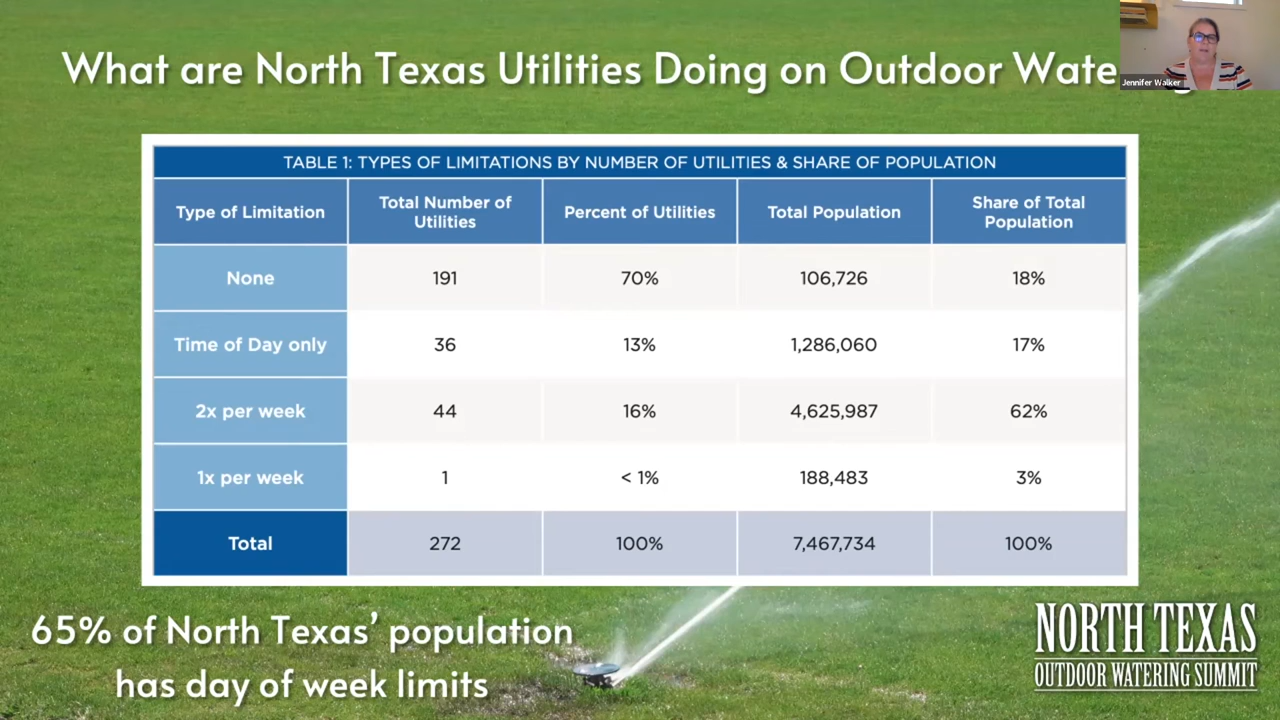 What are North Texas Utilities Doing on Outdoor Wate
Jennifer Walker
TABLE 1: TYPES OF LIMITATIONS BY NUMBER OF UTILITIES & SHARE OF POPULATION
Type of Limitation Total Number of Utilities Percent of Utilities Total Population Share of Total Population
None 191 70% 106,726 18%
Time of Day only 36 13% 1,286,060 17%
2x per week 44 16% 4,625,987 62%
1x per week 1 < 1% 188,483 3%
Total 272 100% 7,467,734 100%
65% of North Texas' population
has day of week limits
NORTH TEXAS
OUTDOOR WATERING SUMMIT